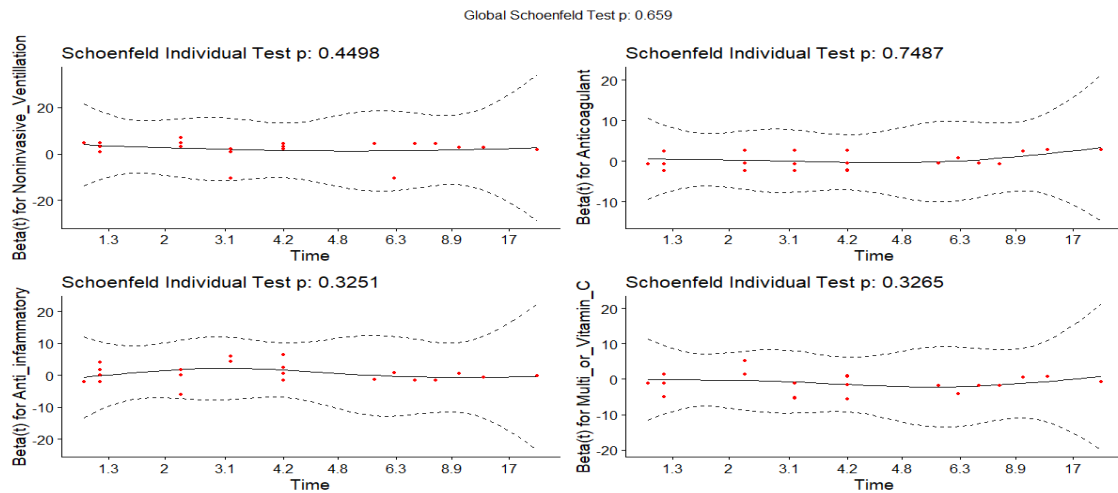 Global Schoenfeld Test p: 0.659
Schoenfeld Individual Test p: 0.4498
Beta(t) for Noninvasive_Ventillation
20
0
-20
1.3 2 3.1 4.2 4.8 6.3 8.9 17
Time
Schoenfeld Individual Test p: 0.7487
Beta(t) for Anticoagulant
20
10
0
-10
1.3 2 3.1 4.2 4.8 6.3 8.9 17
Time
Schoenfeld Individual Test p: 0.3251
Beta(t) for Anti_infammatory
20
10
0
-10
-20
1.3 2 3.1 4.2 4.8 6.3 8.9 17
Time
Schoenfeld Individual Test p: 0.3265
Beta(t) for Multi_or_Vitamin_C
20
10
0
-10
-20
1.3 2 3.1 4.2 4.8 6.3 8.9 17
Time